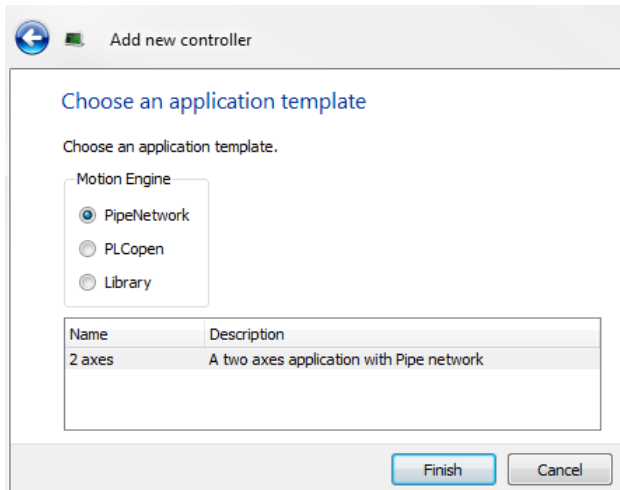 Add new controller
Choose an application template
Choose an application template.
Motion Engine
PipeNetwork
PLCopen
Library
Name Description
2 axes A two axes application with Pipe network
Finish Cancel